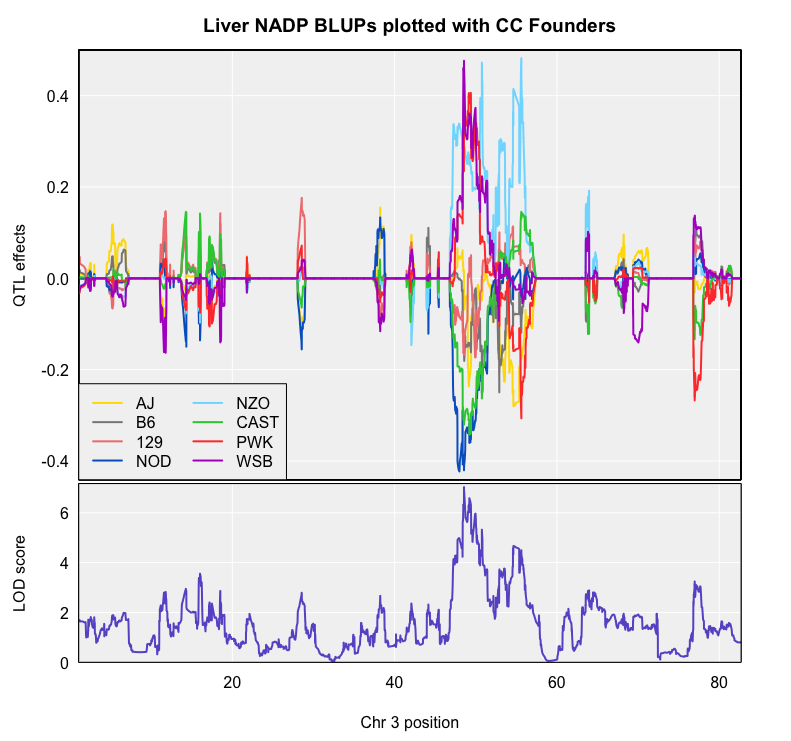 Liver NADP BLUPs plotted with CC Founders
QTL effects
0.4
0.2
0.0
-0.2
-0.4
AJ
B6
129
NOD
NZO
CAST
PWK
WSB
LOD score
6
4
2
0
20
40
60
80
Chr 3 position